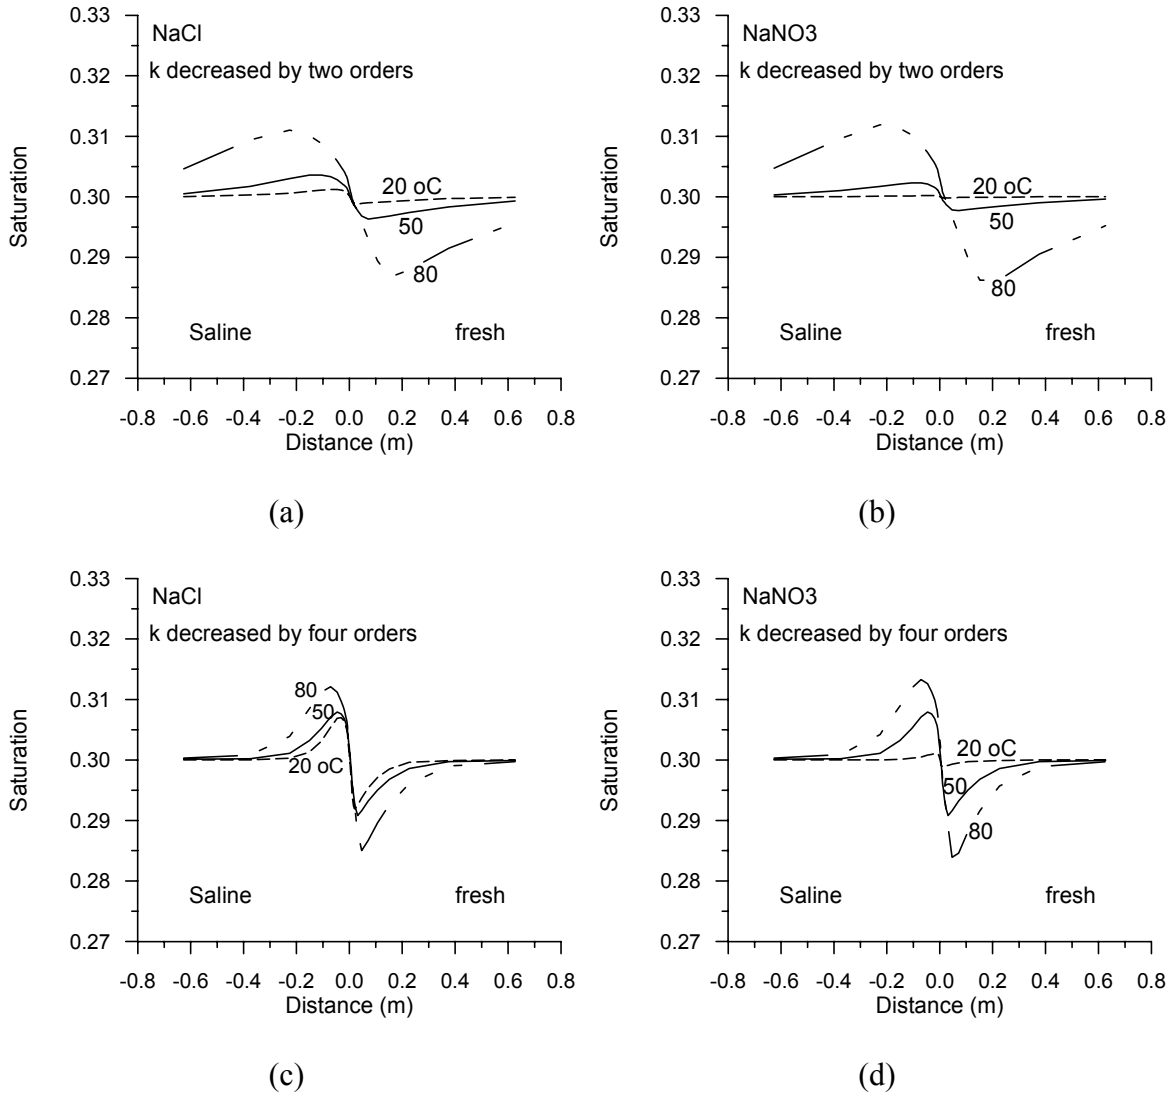 NaCl
k decreased by two orders
0.33
0.32
0.31
0.30
0.29
0.28
0.27
Saturation
20 oC
50
80
Saline fresh
-0.8 -0.6 -0.4 -0.2 0.0 0.2 0.4 0.6 0.8
Distance (m)
(a)
NaNO3
k decreased by two orders
0.33
0.32
0.31
0.30
0.29
0.28
0.27
Saturation
20 oC
50
80
Saline fresh
-0.8 -0.6 -0.4 -0.2 0.0 0.2 0.4 0.6 0.8
Distance (m)
(b)
NaCl
k decreased by four orders
0.33
0.32
0.31
0.30
0.29
0.28
0.27
Saturation
80
50
20 oC
Saline fresh
-0.8 -0.6 -0.4 -0.2 0.0 0.2 0.4 0.6 0.8
Distance (m)
(c)
NaNO3
k decreased by four orders
0.33
0.32
0.31
0.30
0.29
0.28
0.27
Saturation
20 oC
50
80
Saline fresh
-0.8 -0.6 -0.4 -0.2 0.0 0.2 0.4 0.6 0.8
Distance (m)
(d)